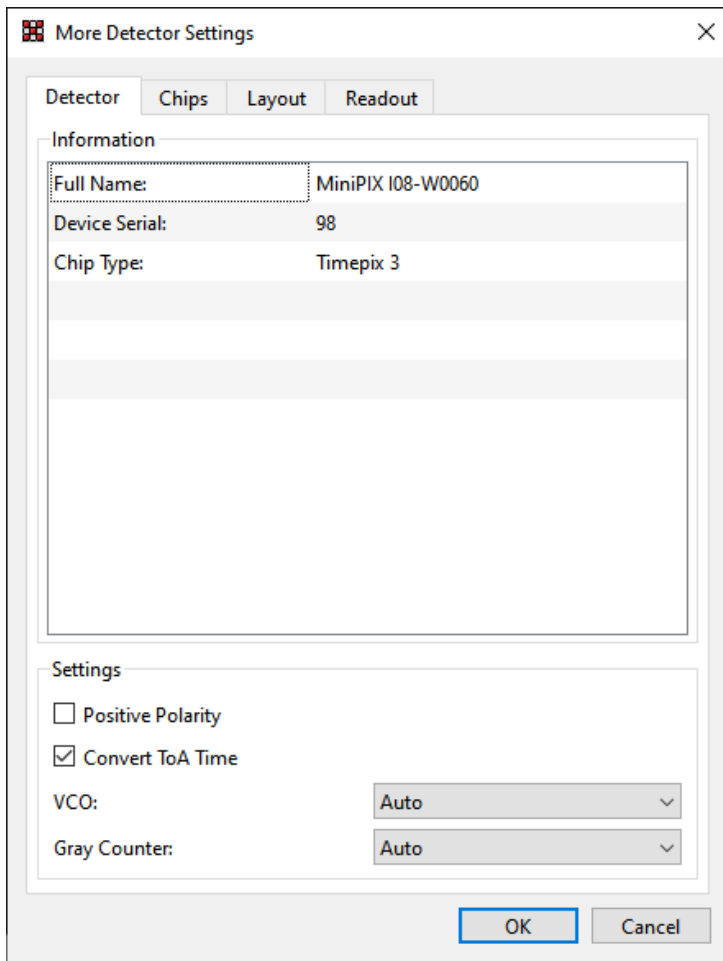 More Detector Settings
Detector Chips Layout Readout
Information
Full Name: MiniPIX I08-W0060
Device Serial: 98
Chip Type: Timepix 3
Settings
Positive Polarity
Convert ToA Time
VCO: Auto
Gray Counter: Auto
OK Cancel